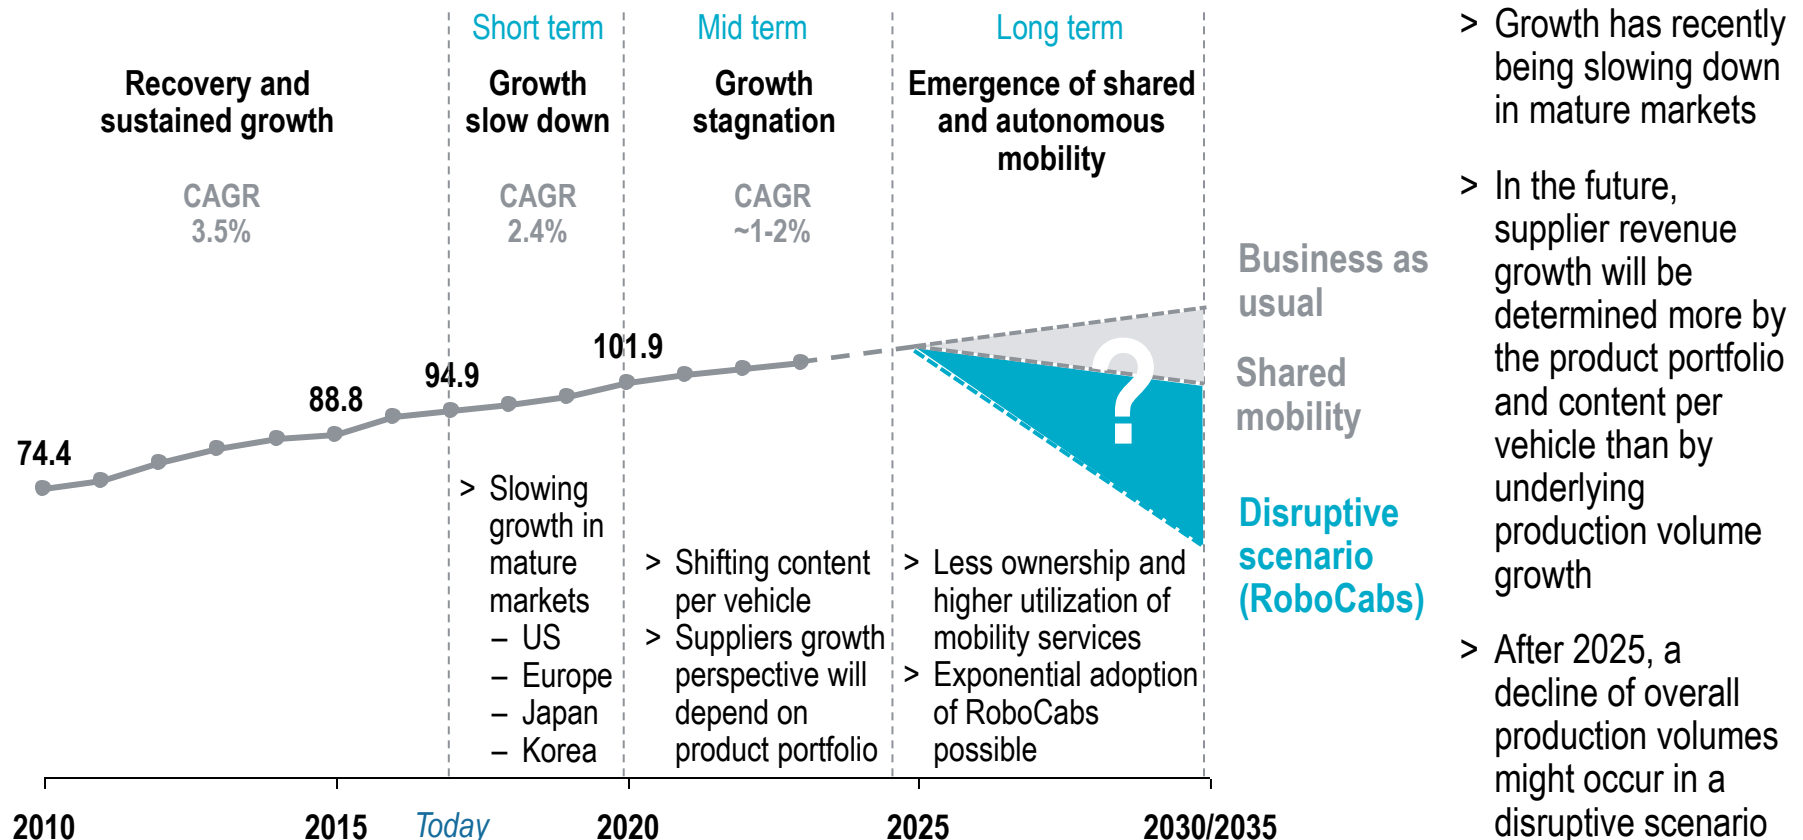 Short term
Mid term
Long term
Recovery and
sustained growth
Growth
slow down
Growth
stagnation
Emergence of shared
and autonomous
mobility
CAGR
3.5%
CAGR
2.4%
CAGR
~1-2%
74.4
88.8
94.9
101.9
?
Business as
usual
Shared
mobility
Disruptive
scenario
(RoboCabs)
> Slowing
growth in
mature
markets
– US
– Europe
– Japan
– Korea
> Shifting content
per vehicle
> Suppliers growth
perspective will
depend on
product portfolio
> Less ownership and
higher utilization of
mobility services
> Exponential adoption
of RoboCabs
possible
2010
2015
Today
2020
2025
2030/2035
> Growth has recently
being slowing down
in mature markets
> In the future,
supplier revenue
growth will be
determined more by
the product portfolio
and content per
vehicle than by
underlying
production volume
growth
> After 2025, a
decline of overall
production volumes
might occur in a
disruptive scenario